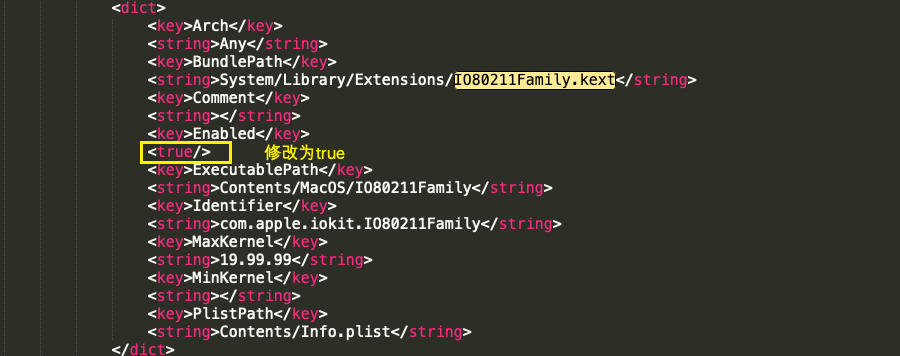 <dict>
<key>Arch</key>
<string>Any</string>
<key>BundlePath</key>
<string>System/Library/Extensions/IO80211Family.kext</string>
<key>Comment</key>
<string></string>
<key>Enabled</key>
<true/> 修改为true
<key>ExecutablePath</key>
<string>Contents/MacOS/IO80211Family</string>
<key>Identifier</key>
<string>com.apple.iokit.IO80211Family</string>
<key>MaxKernel</key>
<string>19.99.99</string>
<key>MinKernel</key>
<string></string>
<key>PlistPath</key>
<string>Contents/Info.plist</string>
</dict>